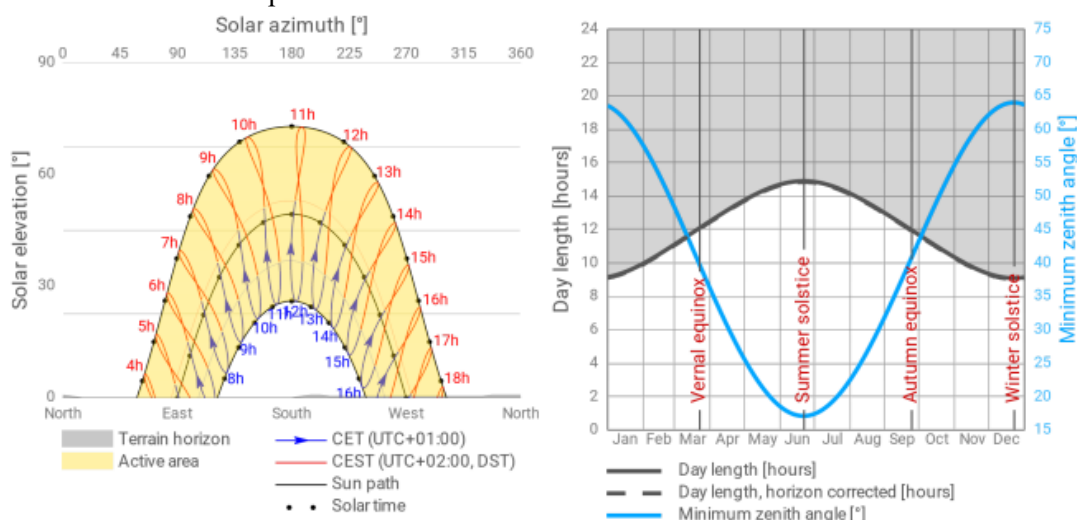 Solar azimuth [°]
0 45 90 135 180 225 270 315 360
90
60
30
0
Solar elevation [°]
11h
10h 12h
9h 13h
8h 14h
7h 15h
6h 16h
5h 17h
4h 18h
12h
11h 13h
10h 14h
9h 15h
8h 16h
North East South West North
Terrain horizon
Active area
CET (UTC+01:00)
CEST (UTC+02:00, DST)
Sun path
Solar time
24
22
20
18
16
14
12
10
8
6
4
2
0
Day length [hours]
75
70
65
60
55
50
45
40
35
30
25
20
15
Minimum zenith angle [°]
Vernal equinox
Summer solstice
Autumn equinox
Winter solstice
Jan Feb Mar Apr May Jun Jul Aug Sep Oct Nov Dec
Day length [hours]
Day length, horizon corrected [hours]
Minimum zenith angle [°]